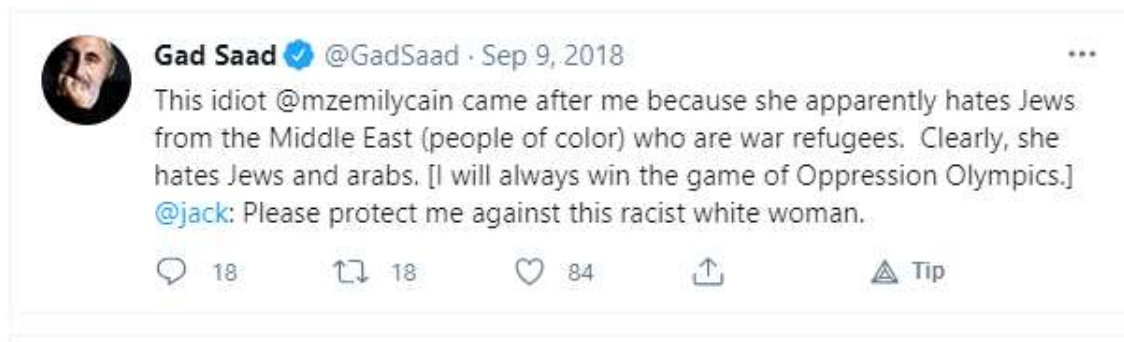 Gad Saad @GadSaad · Sep 9, 2018
This idiot @mzemilycain came after me because she apparently hates Jews
from the Middle East (people of color) who are war refugees.  Clearly, she
hates Jews and arabs. [I will always win the game of Oppression Olympics.]
@jack: Please protect me against this racist white woman.
18 18 84 Tip